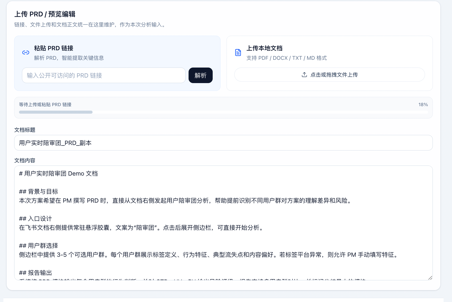 上传 PRD / 预览编辑
链接、文件上传和文档正文统一在这里维护，作为本次分析输入。
粘贴 PRD 链接
解析 PRD、智能提取关键信息
输入公开可访问的 PRD 链接
解析
上传本地文档
支持 PDF / DOCX / TXT / MD 格式
点击或拖拽文件上传
等待上传或粘贴 PRD 链接
18%
文档标题
用户实时陪审团_PRD_副本
文档内容
# 用户实时陪审团 Demo 文档
## 背景与目标
本次方案希望在 PM 撰写 PRD 时，直接从文档右侧发起用户陪审团分析，帮助提前识别不同用户群对方案的理解差异和风险。
## 入口设计
在飞书文档右侧提供常驻悬浮胶囊，文案为“陪审团”。点击后展开侧边栏，可直接开始分析。
## 用户群选择
侧边栏中提供 3-5 个可选用户群。每个用户群展示标签定义、行为特征、典型流失点和内容偏好。若标签平台异常，则允许 PM 手动填写特征。
## 报告输出